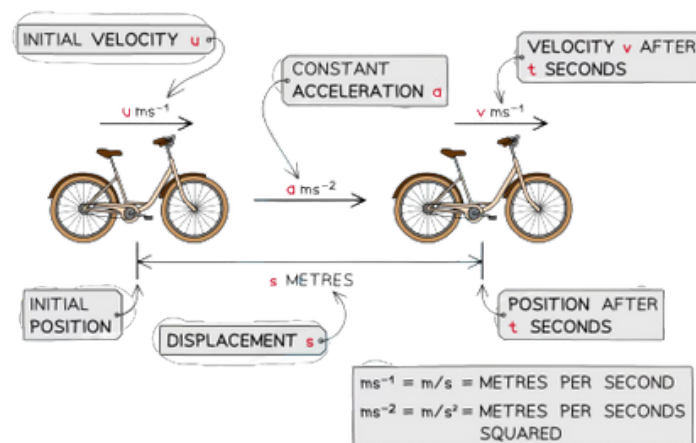 INITIAL VELOCITY u
VELOCITY v AFTER
t SECONDS
CONSTANT
ACCELERATION a
u ms⁻¹
v ms⁻¹
a ms⁻²
s METRES
INITIAL
POSITION
POSITION AFTER
t SECONDS
DISPLACEMENT s
ms⁻¹ = m/s = METRES PER SECOND
ms⁻² = m/s² = METRES PER SECONDS
SQUARED